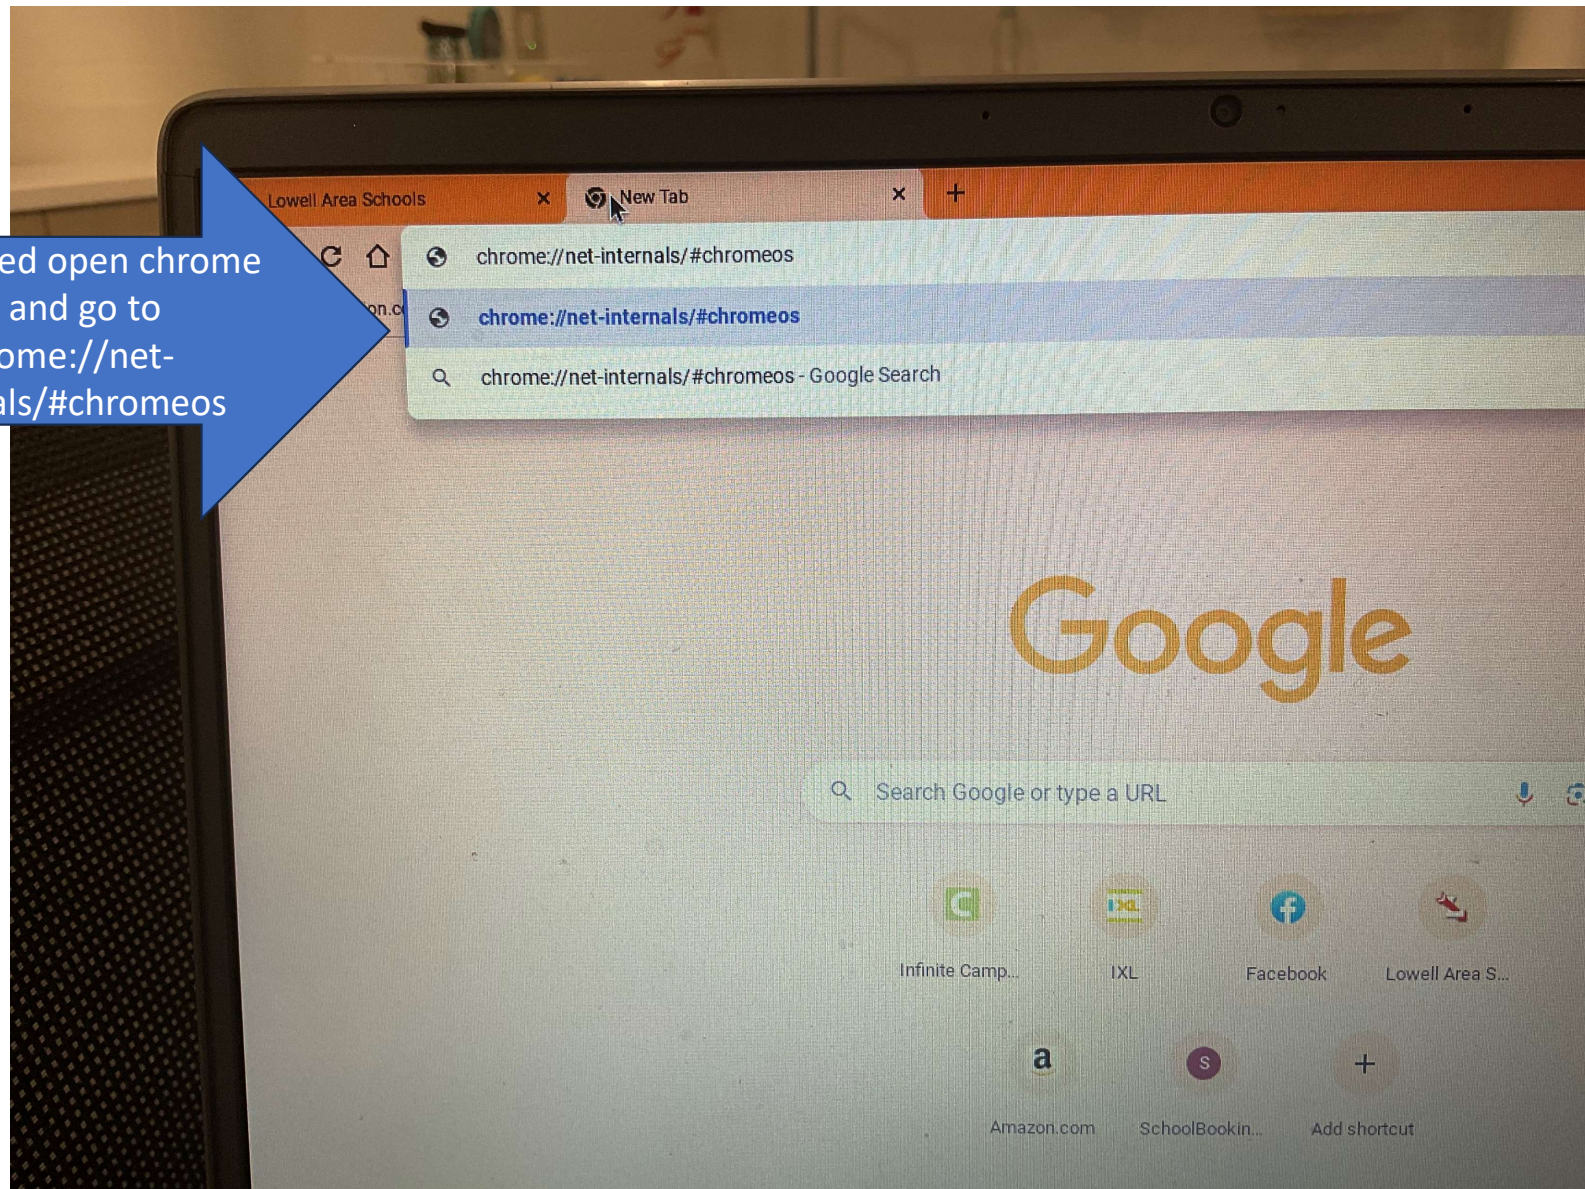 Lowell Area Schools
New Tab
ed open chrome
and go to
ome://net-
als/#chromeos
on.c
chrome://net-internals/#chromeos
chrome://net-internals/#chromeos
chrome://net-internals/#chromeos - Google Search
Google
Search Google or type a URL
C
IXL
Infinite Camp...
IXL
Facebook
Lowell Area S...
a
S
Amazon.com
SchoolBookin...
Add shortcut